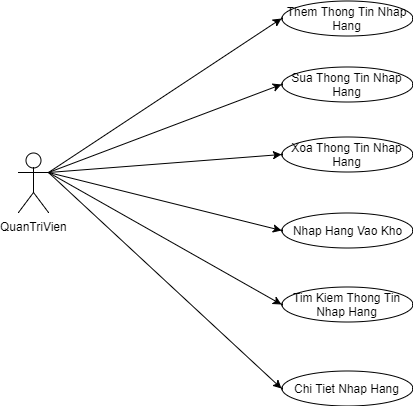 Them Thong Tin Nhap
Hang
Sua Thong Tin Nhap
Hang
Xoa Thong Tin Nhap
Hang
QuanTriVien
Nhap Hang Vao Kho
Tim Kiem Thong Tin
Nhap Hang
Chi Tiet Nhap Hang